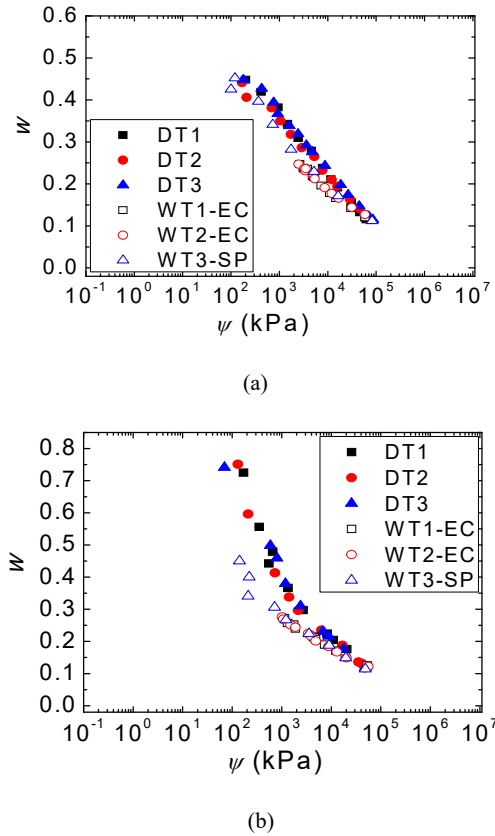 0.6
0.5
0.4
0.3
0.2
0.1
0.0
w
DT1
DT2
DT3
WT1-EC
WT2-EC
WT3-SP
10⁻¹ 10⁰ 10¹ 10² 10³ 10⁴ 10⁵ 10⁶ 10⁷
ψ (kPa)
(a)
0.8
0.7
0.6
0.5
0.4
0.3
0.2
0.1
0.0
w
DT1
DT2
DT3
WT1-EC
WT2-EC
WT3-SP
10⁻¹ 10⁰ 10¹ 10² 10³ 10⁴ 10⁵ 10⁶ 10⁷
ψ (kPa)
(b)